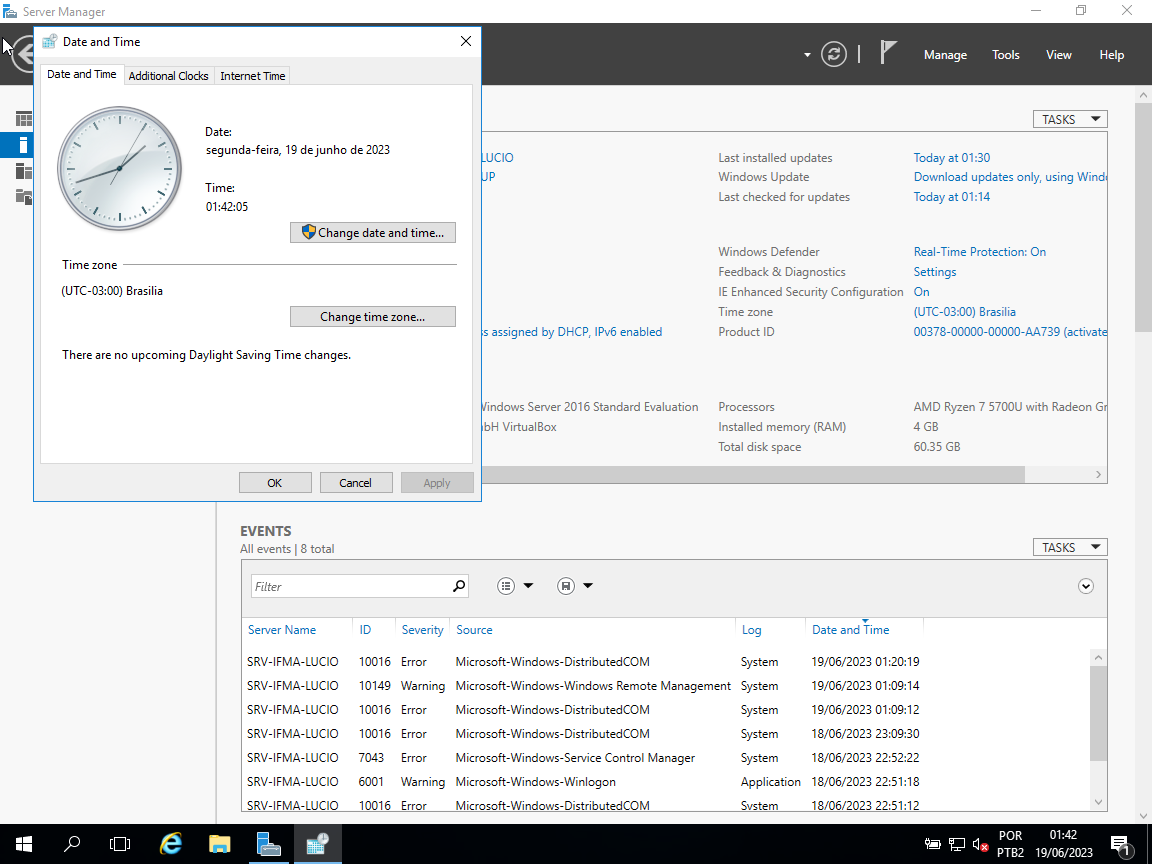 Server Manager
Manage Tools View Help
Date and Time
Date and Time Additional Clocks Internet Time
Date:
segunda-feira, 19 de junho de 2023
Time:
01:42:05
Change date and time...
Time zone
(UTC-03:00) Brasilia
Change time zone...
There are no upcoming Daylight Saving Time changes.
OK Cancel Apply
TASKS
LUCIO Last installed updates Today at 01:30
UP Windows Update Download updates only, using Windo
Last checked for updates Today at 01:14
Windows Defender Real-Time Protection: On
Feedback & Diagnostics Settings
IE Enhanced Security Configuration On
Time zone (UTC-03:00) Brasilia
ss assigned by DHCP, IPv6 enabled Product ID 00378-00000-00000-AA739 (activate
Windows Server 2016 Standard Evaluation Processors AMD Ryzen 7 5700U with Radeon Gr
bH VirtualBox Installed memory (RAM) 4 GB
Total disk space 60.35 GB
EVENTS
All events | 8 total
TASKS
Filter
Server Name ID Severity Source Log Date and Time
SRV-IFMA-LUCIO 10016 Error Microsoft-Windows-DistributedCOM System 19/06/2023 01:20:19
SRV-IFMA-LUCIO 10149 Warning Microsoft-Windows-Windows Remote Management System 19/06/2023 01:09:14
SRV-IFMA-LUCIO 10016 Error Microsoft-Windows-DistributedCOM System 19/06/2023 01:09:12
SRV-IFMA-LUCIO 10016 Error Microsoft-Windows-DistributedCOM System 18/06/2023 23:09:30
SRV-IFMA-LUCIO 7043 Error Microsoft-Windows-Service Control Manager System 18/06/2023 22:52:22
SRV-IFMA-LUCIO 6001 Warning Microsoft-Windows-Winlogon Application 18/06/2023 22:51:18
SRV-IFMA-LUCIO 10016 Error Microsoft-Windows-DistributedCOM System 18/06/2023 22:51:12
POR 01:42
PTB2 19/06/2023 1